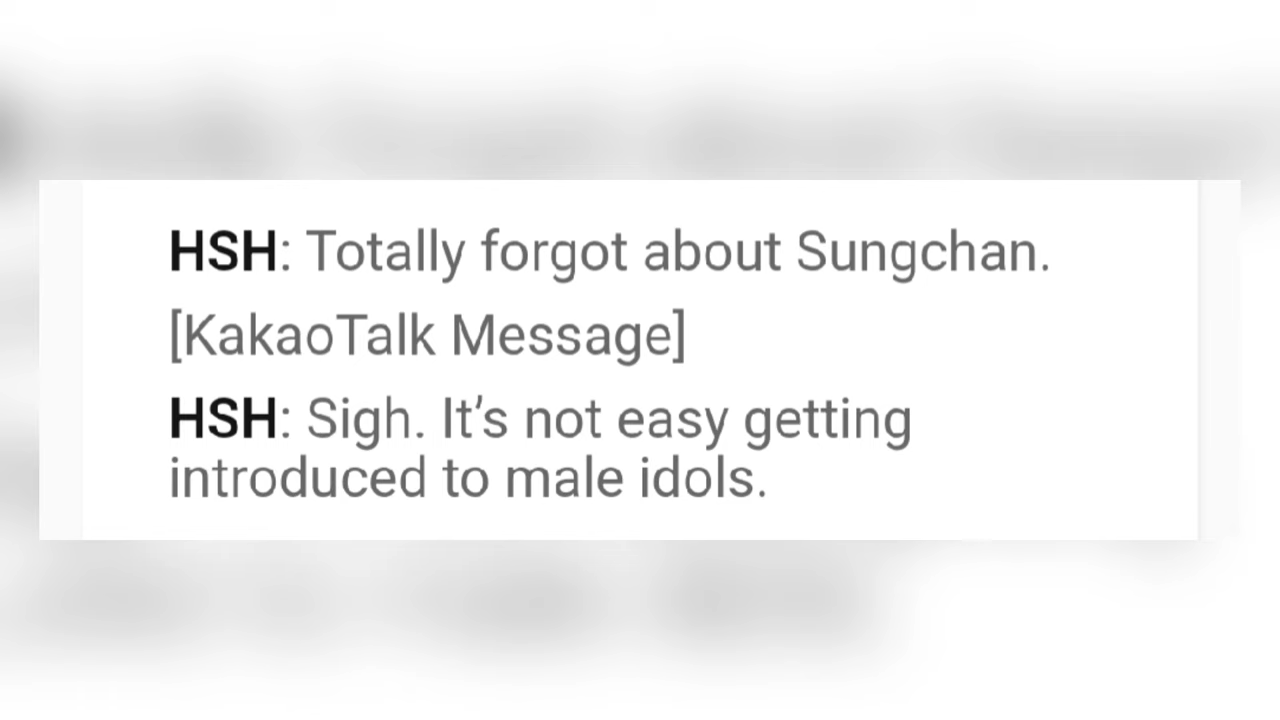 HSH: Totally forgot about Sungchan.
[KakaoTalk Message]
HSH: Sigh. It’s not easy getting
introduced to male idols.